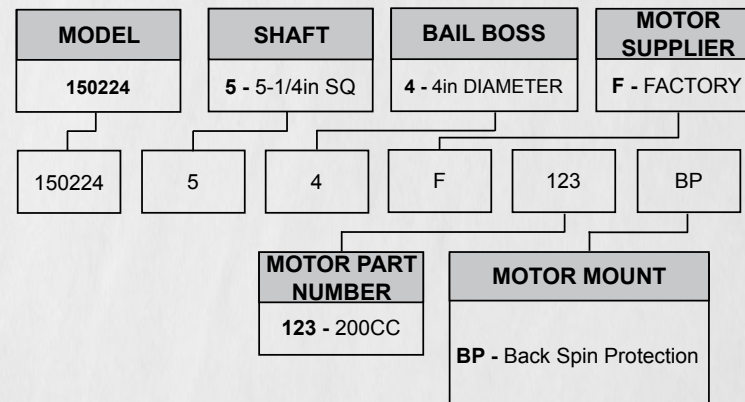 MODEL
150224
SHAFT
5 - 5-1/4in SQ
BAIL BOSS
4 - 4in DIAMETER
MOTOR
SUPPLIER
F - FACTORY
150224
5
4
F
123
BP
MOTOR PART
NUMBER
123 - 200CC
MOTOR MOUNT
BP - Back Spin Protection